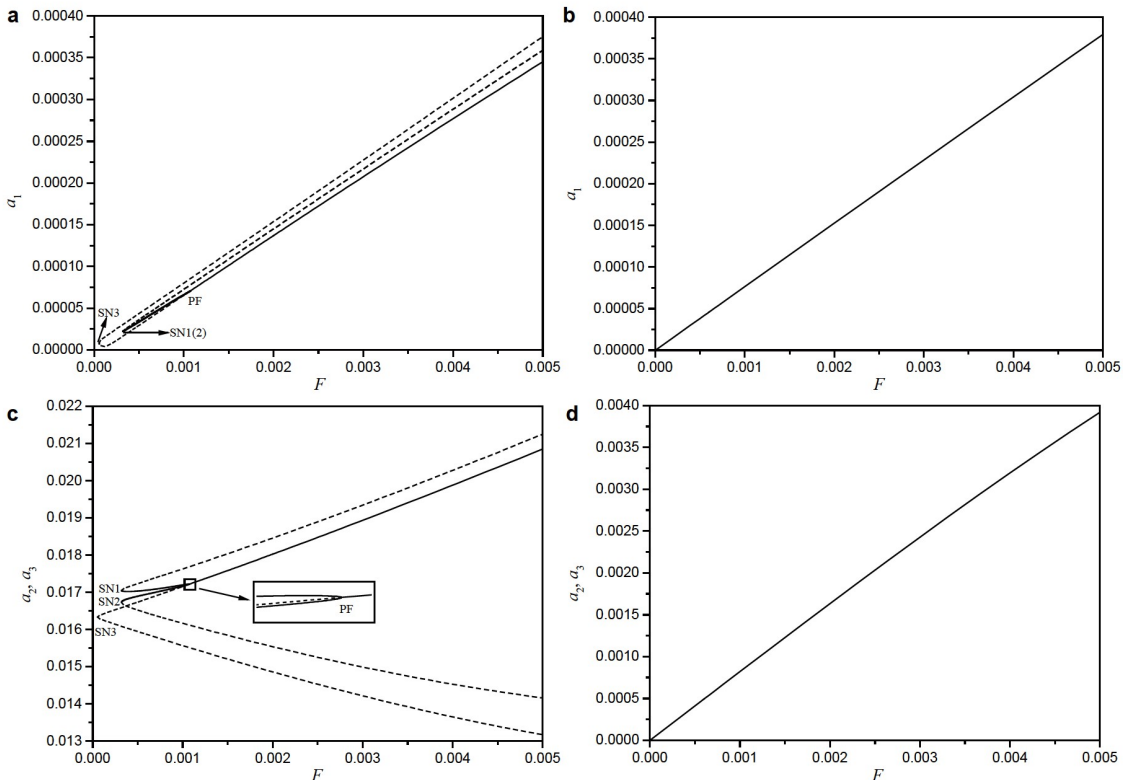 a
0.00040
0.00035
0.00030
0.00025
0.00020
0.00015
0.00010
0.00005
0.00000
a₁
SN3
PF
SN1(2)
0.000 0.001 0.002 0.003 0.004 0.005
F
b
0.00040
0.00035
0.00030
0.00025
0.00020
0.00015
0.00010
0.00005
0.00000
a₁
0.000 0.001 0.002 0.003 0.004 0.005
F
c
0.022
0.021
0.020
0.019
0.018
0.017
0.016
0.015
0.014
0.013
a₂, a₃
SN1
SN2
SN3
PF
0.000 0.001 0.002 0.003 0.004 0.005
F
d
0.0040
0.0035
0.0030
0.0025
0.0020
0.0015
0.0010
0.0005
0.0000
a₂, a₃
0.000 0.001 0.002 0.003 0.004 0.005
F